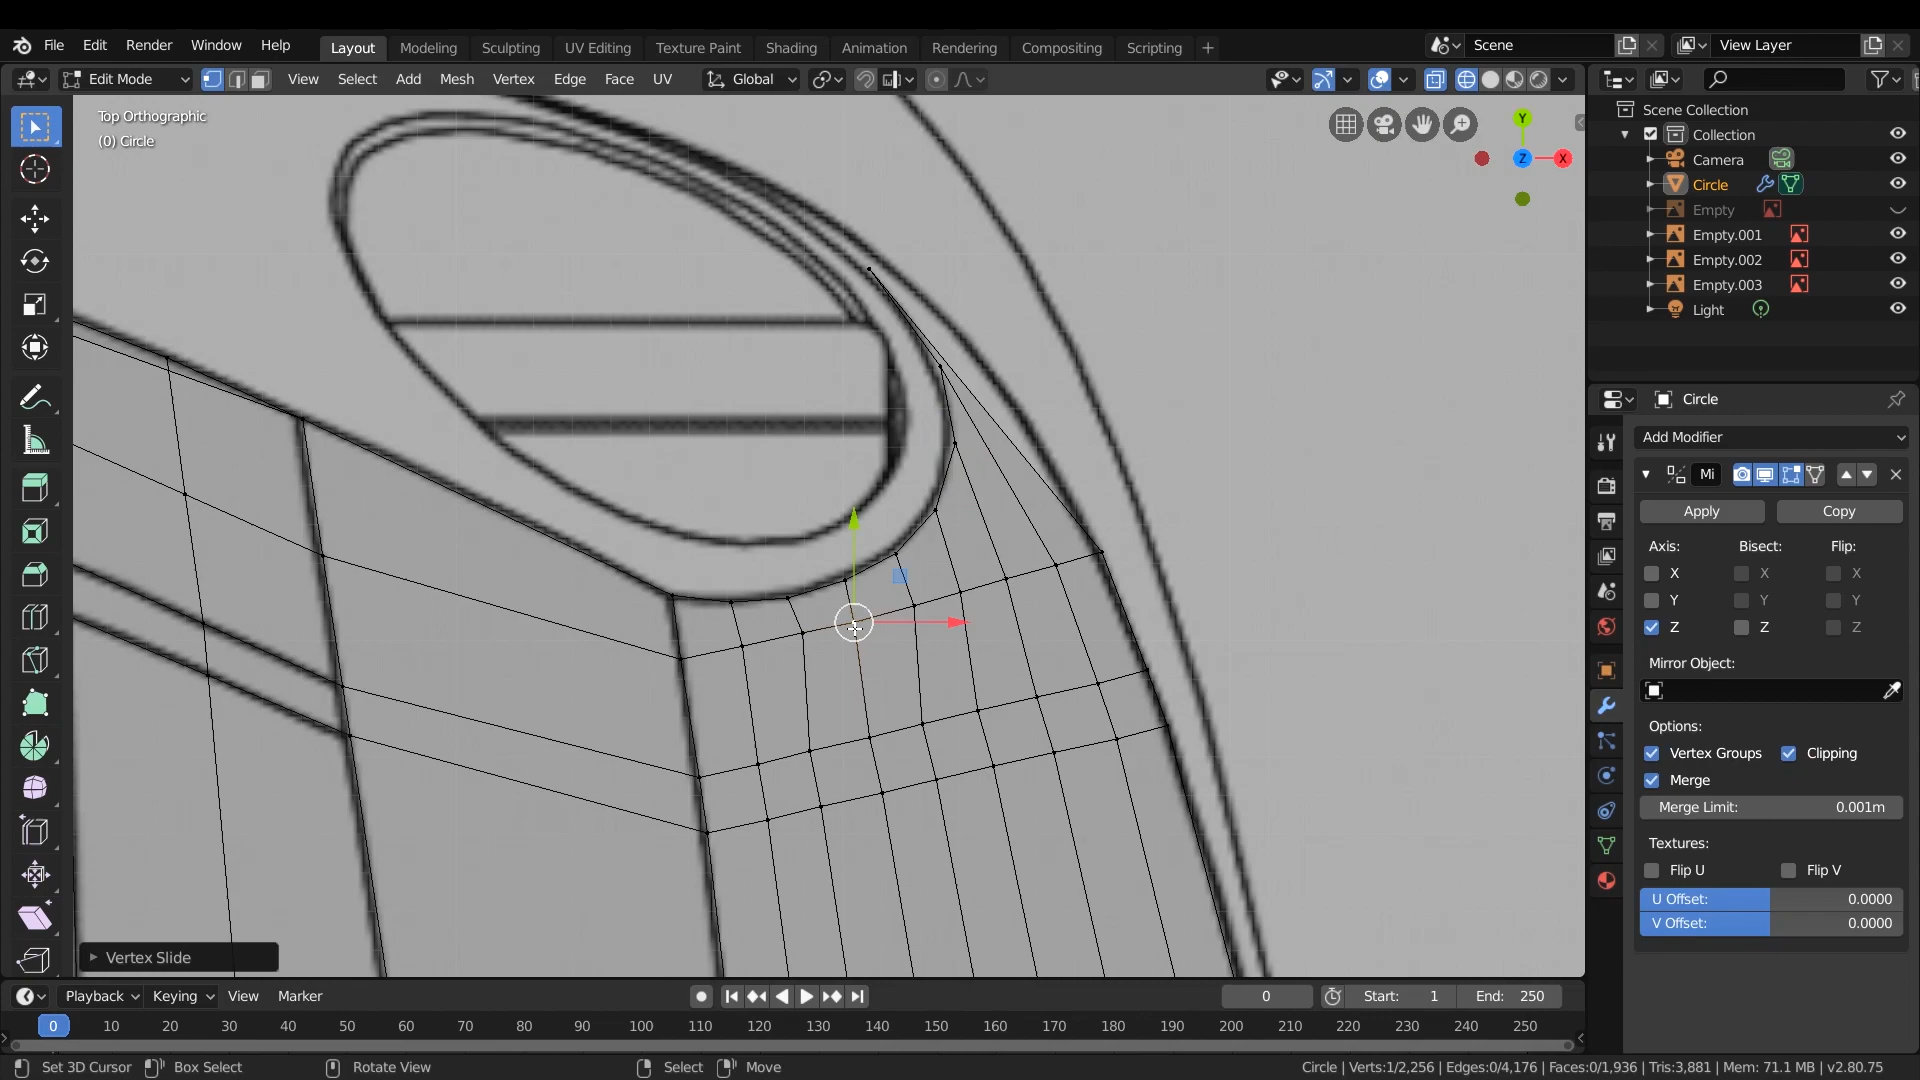 File Edit Render Window Help Layout Modeling Sculpting UV Editing Texture Paint Shading Animation Rendering Compositing Scripting + Scene View Layer
Edit Mode View Select Add Mesh Vertex Edge Face UV Global
Top Orthographic
(0) Circle
Y
Z
X
Scene Collection
Collection
Camera
Circle
Empty
Empty.001
Empty.002
Empty.003
Light
Circle
Add Modifier
Mi
Apply Copy
Axis: Bisect: Flip:
X X X
Y Y Y
Z Z Z
Mirror Object:
Options:
Vertex Groups Clipping
Merge
Merge Limit: 0.001m
Textures:
Flip U Flip V
U Offset: 0.0000
V Offset: 0.0000
Vertex Slide
Playback Keying View Marker 0 Start: 1 End: 250
0 10 20 30 40 50 60 70 80 90 100 110 120 130 140 150 160 170 180 190 200 210 220 230 240 250
Set 3D Cursor Box Select Rotate View Select Move Circle | Verts:1/2,256 | Edges:0/4,176 | Faces:0/1,936 | Tris:3,881 | Mem: 71.1 MB | v2.80.75